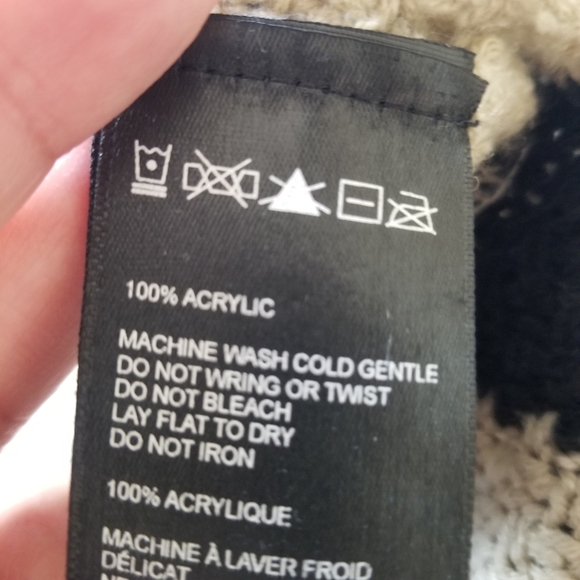 100% ACRYLIC
MACHINE WASH COLD GENTLE
DO NOT WRING OR TWIST
DO NOT BLEACH
LAY FLAT TO DRY
DO NOT IRON
100% ACRYLIQUE
MACHINE À LAVER FROID
DÉLICAT